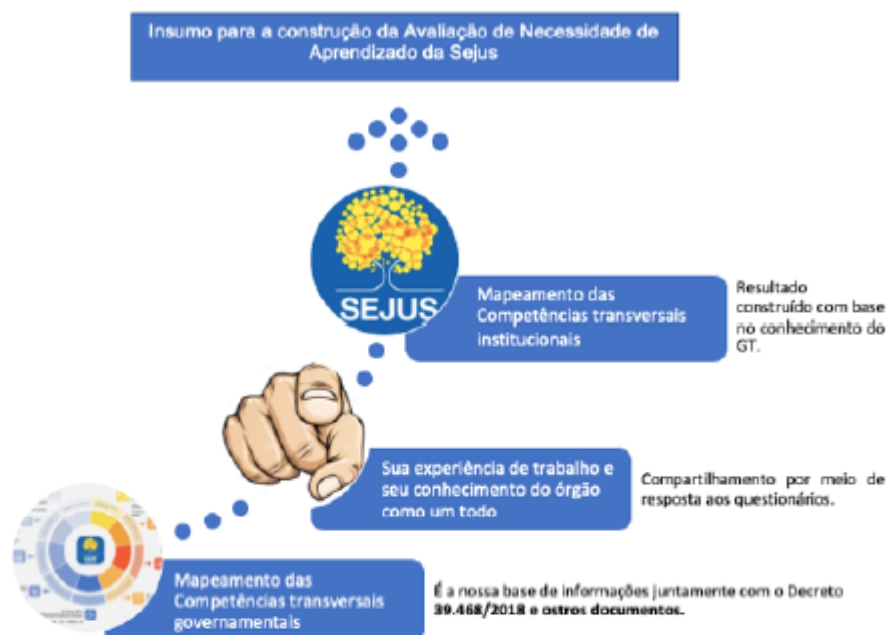 Insumo para a construção da Avaliação de Necessidade de
Aprendizado da Sejus
SEJUS
Mapeamento das
Competências transversais
institucionais
Resultado
construído com base
no conhecimento do
GT.
Sua experiência de trabalho e
seu conhecimento do órgão
como um todo
Compartilhamento por meio de
resposta aos questionários.
Mapeamento das
Competências transversais
governamentais
É a nossa base de informações juntamente com o Decreto
39.468/2018 e ostros documentos.